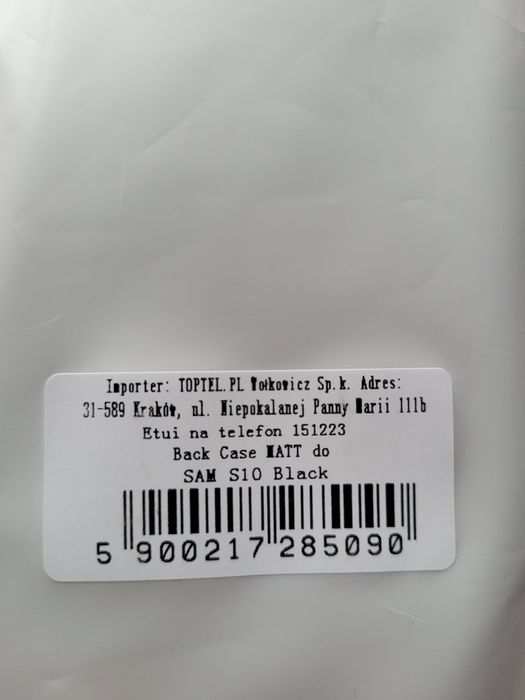 Importer: TOPTEL.PL Wołkowicz Sp.k. Adres:
31-589 Kraków, ul. Niepokalanej Panny Marii 111b
Etui na telefon 151223
Back Case MATT do
SAM S10 Black
5 900217 285090